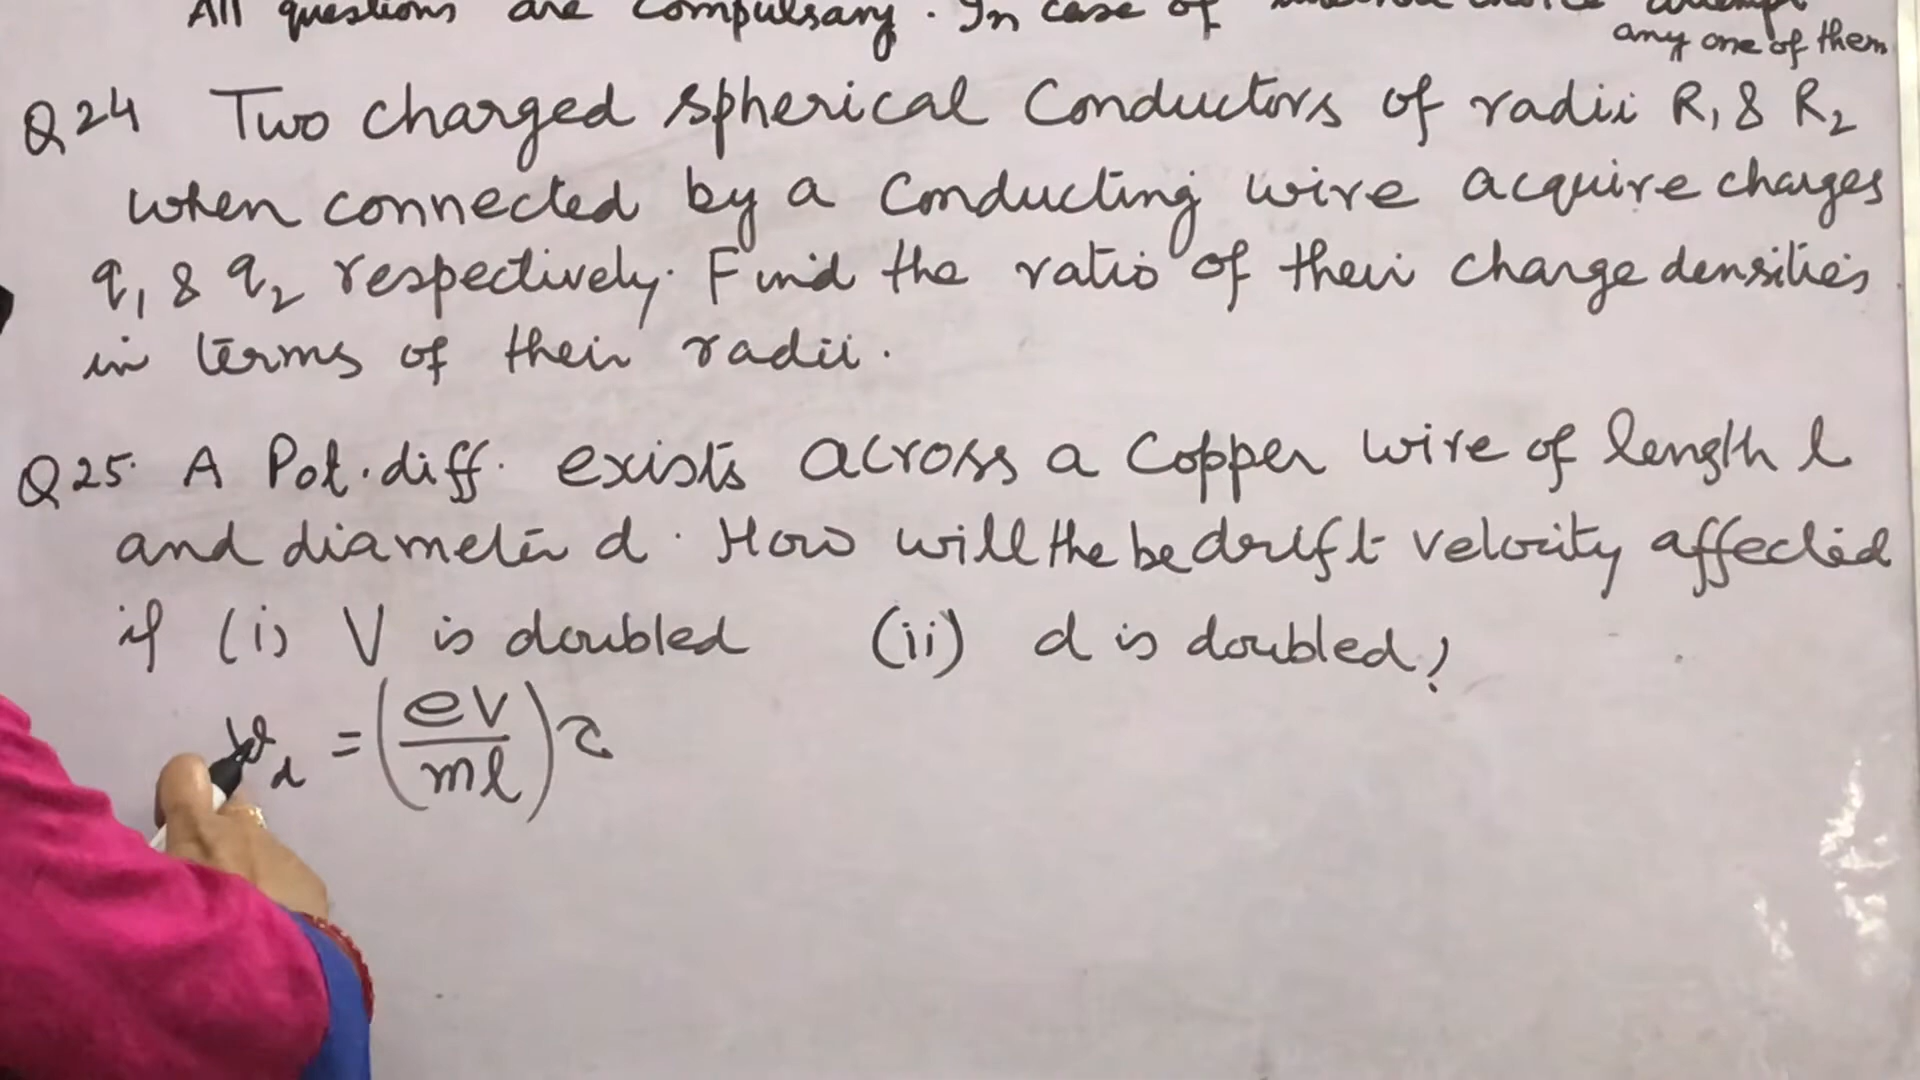 All questions are compulsary. In case of
any one of them
Q24 Two charged spherical Conductors of radii R₁ & R₂
when connected by a Conducting wire acquire charges
q₁ & q₂ respectively. Find the ratio of their charge densities
in terms of their radii.
Q25. A Pot. diff. exists across a Copper wire of length l
and diameter d. How will the be drift velocity affected
if (i) V is doubled (ii) d is doubled?
v_d = (eV/ml)τ